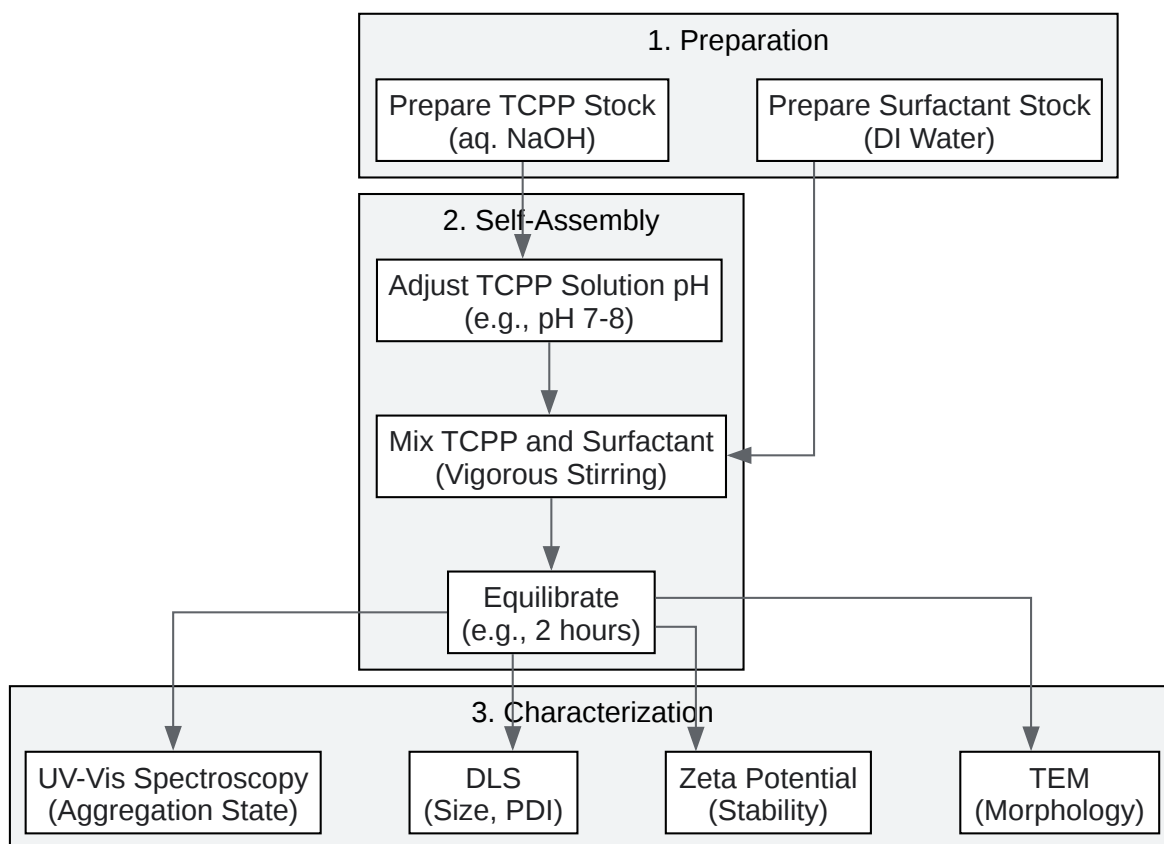 1. Preparation
Prepare TCPP Stock
(aq. NaOH)
Prepare Surfactant Stock
(DI Water)
2. Self-Assembly
Adjust TCPP Solution pH
(e.g., pH 7-8)
Mix TCPP and Surfactant
(Vigorous Stirring)
Equilibrate
(e.g., 2 hours)
3. Characterization
UV-Vis Spectroscopy
(Aggregation State)
DLS
(Size, PDI)
Zeta Potential
(Stability)
TEM
(Morphology)